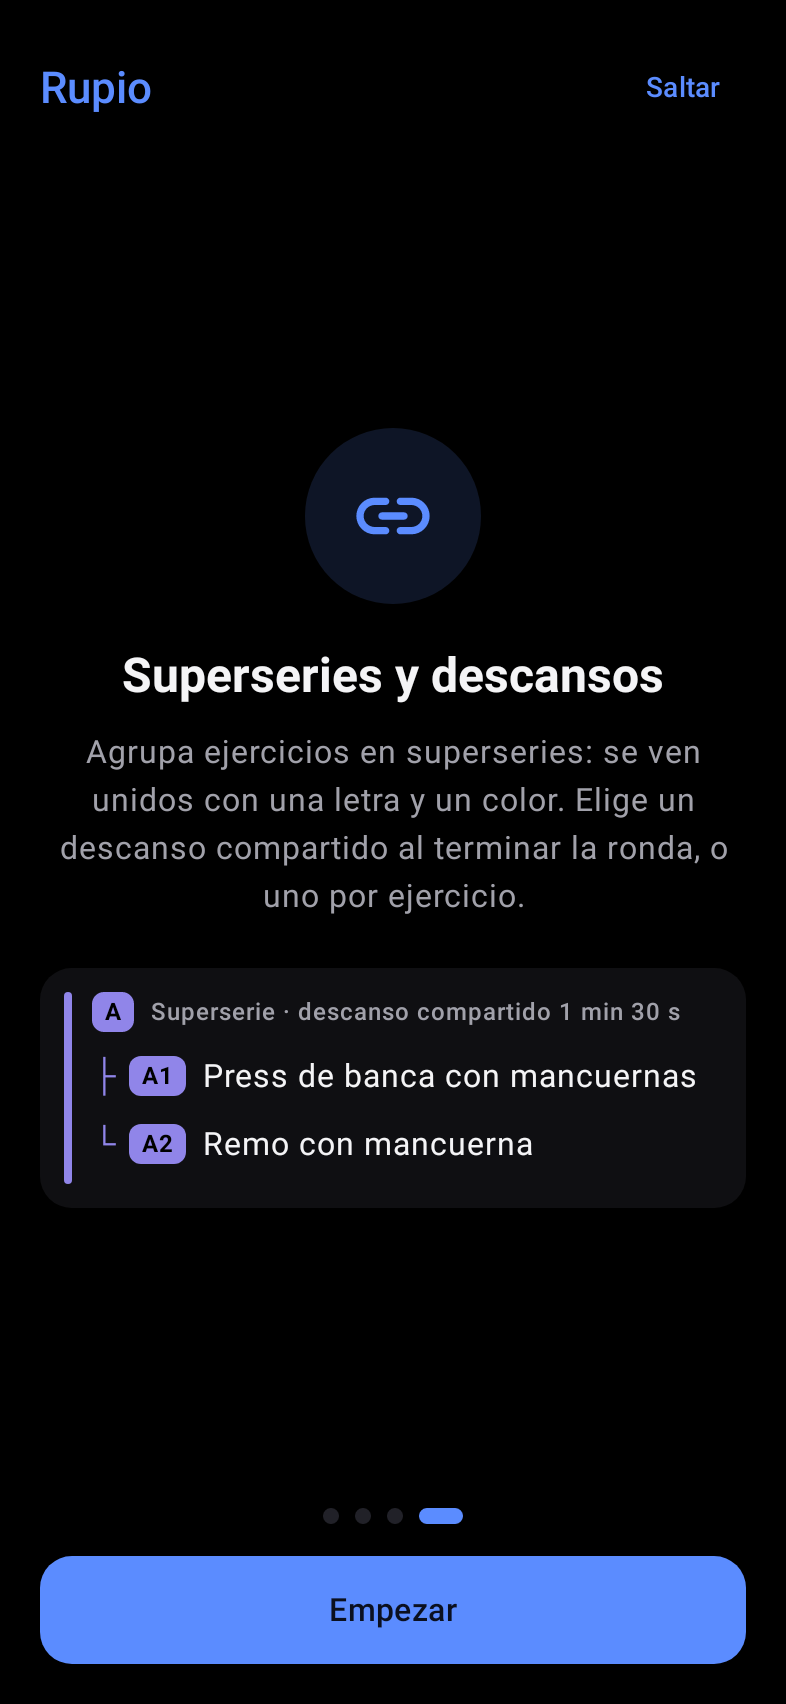 Rupio
Saltar
Superseries y descansos
Agrupa ejercicios en superseries: se ven
unidos con una letra y un color. Elige un
descanso compartido al terminar la ronda, o
uno por ejercicio.
A Superserie · descanso compartido 1 min 30 s
A1 Press de banca con mancuernas
A2 Remo con mancuerna
Empezar